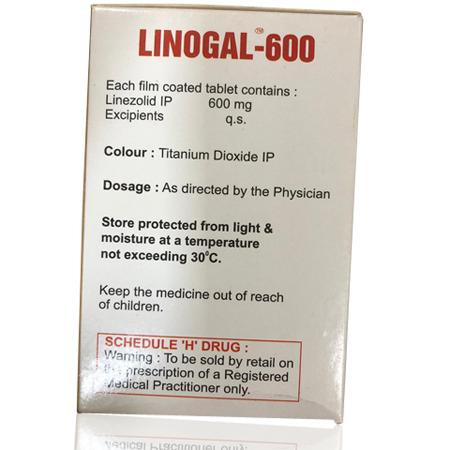 LINOGAL-600
™
Each film coated tablet contains :
Linezolid IP 600 mg
Excipients q.s.
Colour : Titanium Dioxide IP
Dosage : As directed by the Physician
Store protected from light &
moisture at a temperature
not exceeding 30°C.
Keep the medicine out of reach
of children.
SCHEDULE 'H' DRUG :
Warning : To be sold by retail on
the prescription of a Registered
Medical Practitioner only.